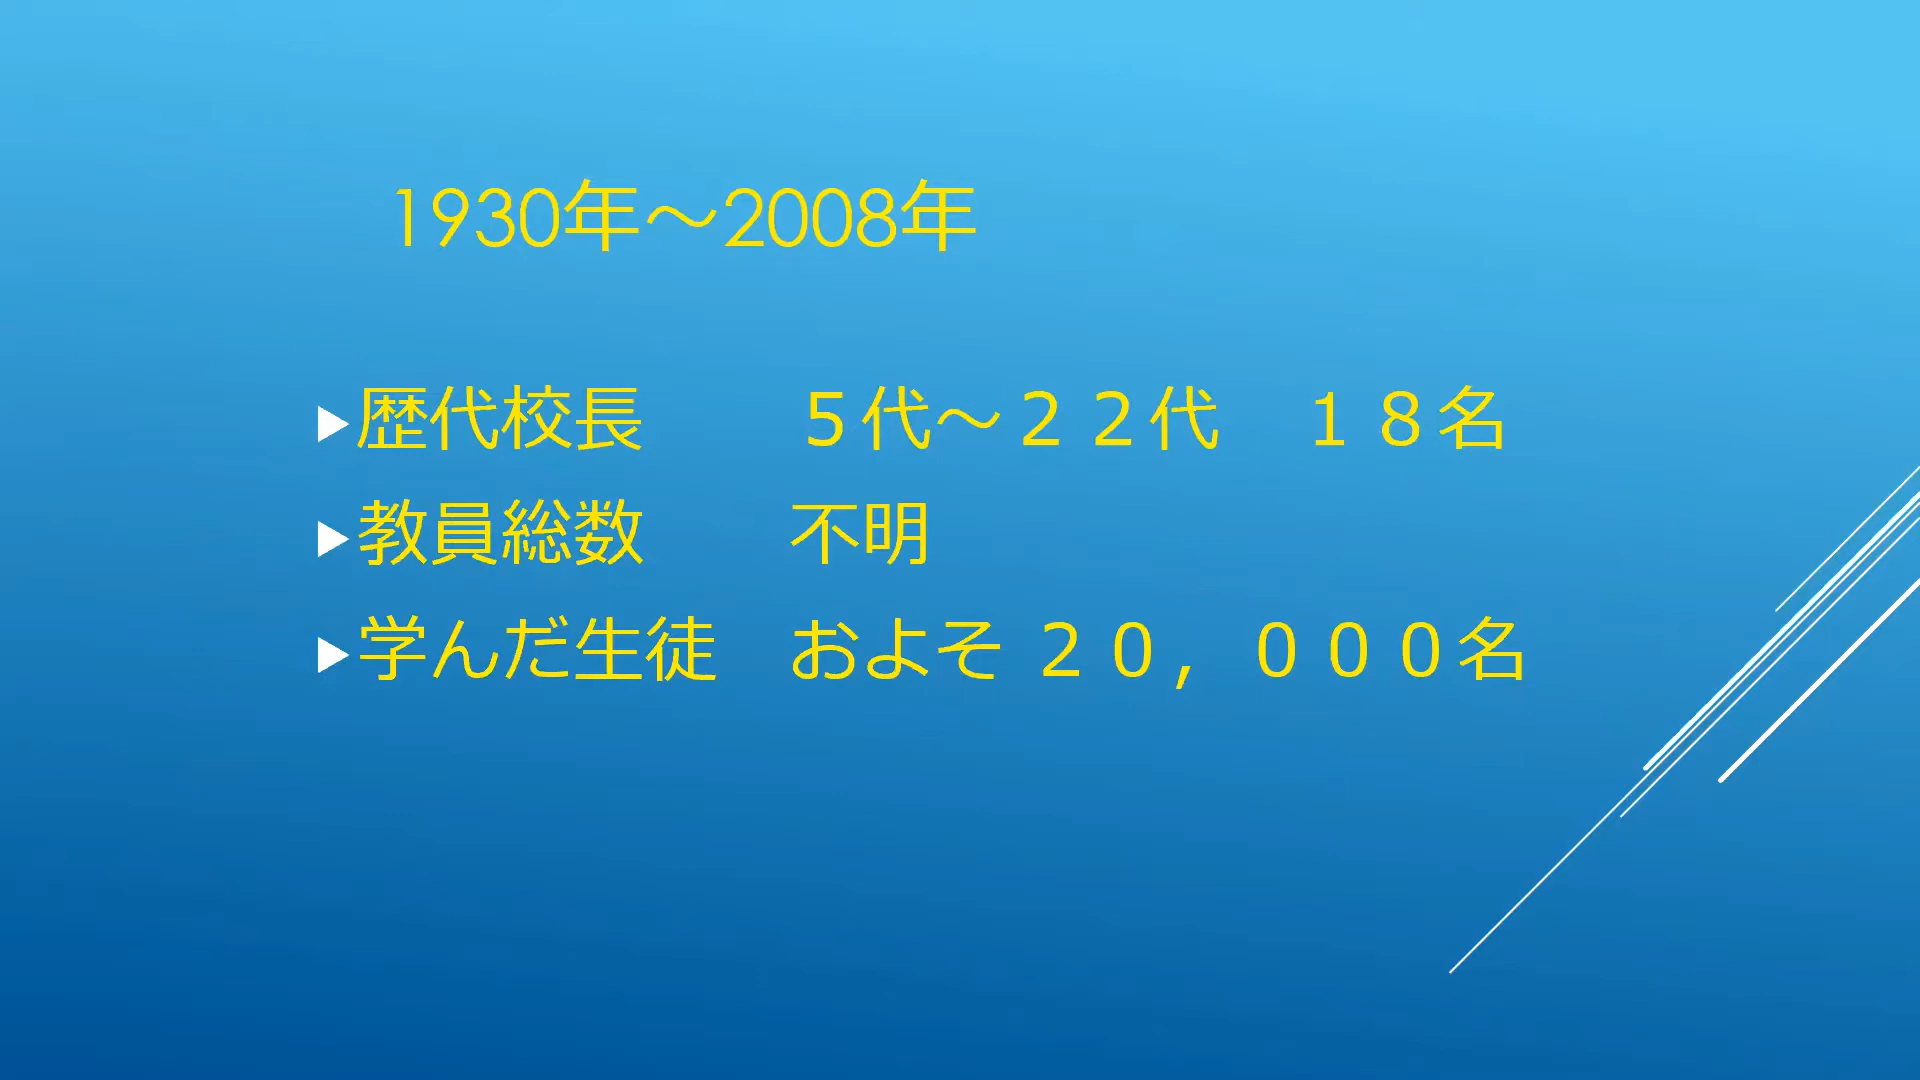 1930年～2008年
歴代校長　　５代～２２代　１８名
教員総数　　不明
学んだ生徒　およそ２０，０００名